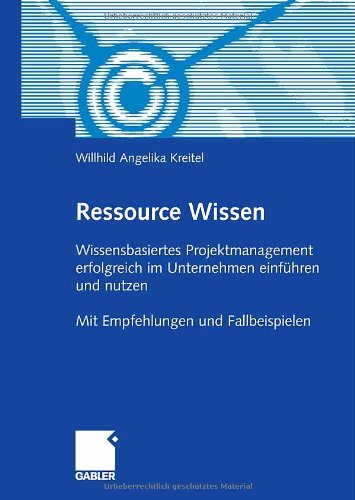 Urheberrechtlich geschütztes Material
©
Willhild Angelika Kreitel
Ressource Wissen
Wissensbasiertes Projektmanagement
erfolgreich im Unternehmen einführen
und nutzen
Mit Empfehlungen und Fallbeispielen
GABLER
Urheberrechtlich geschütztes Material